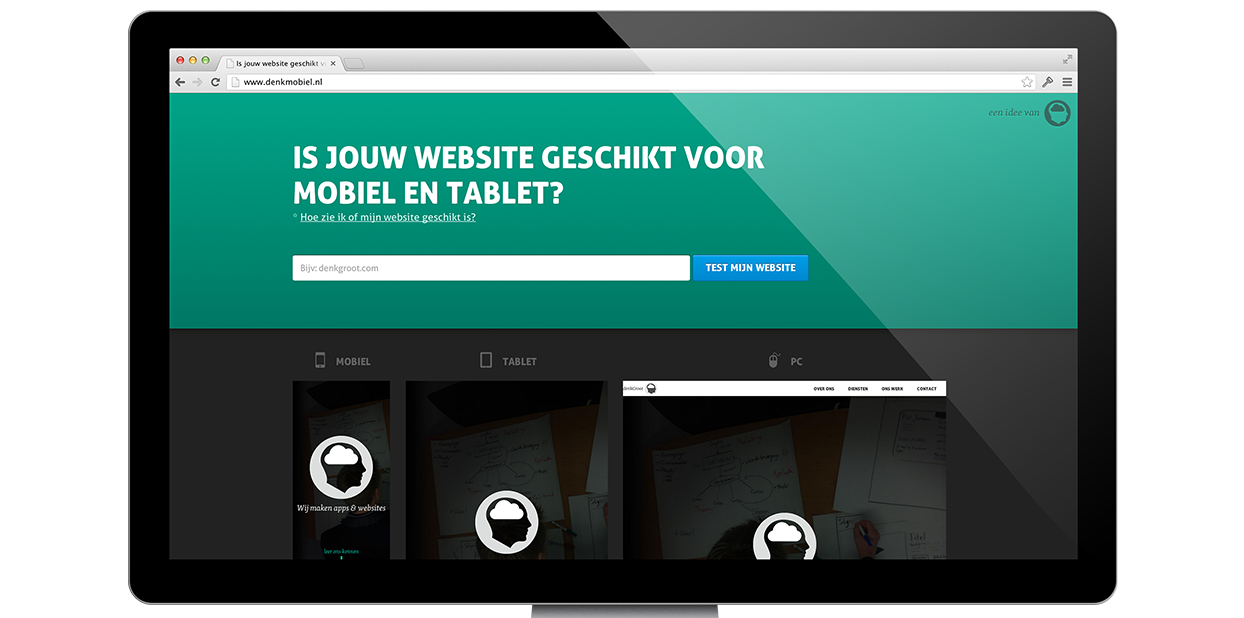 Is jouw website geschikt v
www.denkmobiel.nl
een idee van
IS JOUW WEBSITE GESCHIKT VOOR
MOBIEL EN TABLET?
* Hoe zie ik of mijn website geschikt is?
Bijv: denkgroot.com
TEST MIJN WEBSITE
MOBIEL
TABLET
PC
denkGroot
OVER ONS
DIENSTEN
ONS WERK
CONTACT
Wij maken apps & websites
leer ons kennen